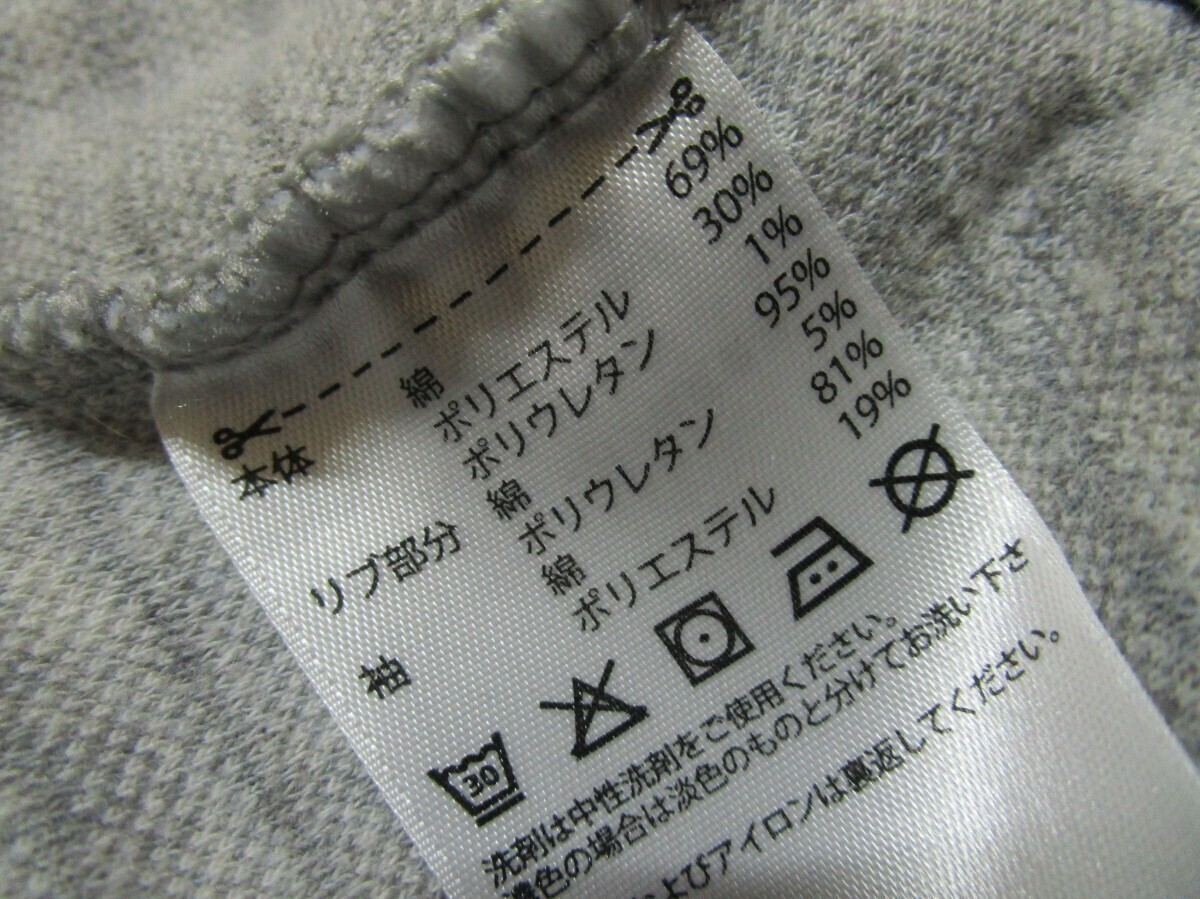 本体 綿 69%
ポリエステル 30%
ポリウレタン 1%
リブ部分 綿 95%
ポリウレタン 5%
袖 綿 81%
ポリエステル 19%
30
洗剤は中性洗剤をご使用ください。
濃色の場合は淡色のものと分けてお洗い下さ
およびアイロンは裏返してください。